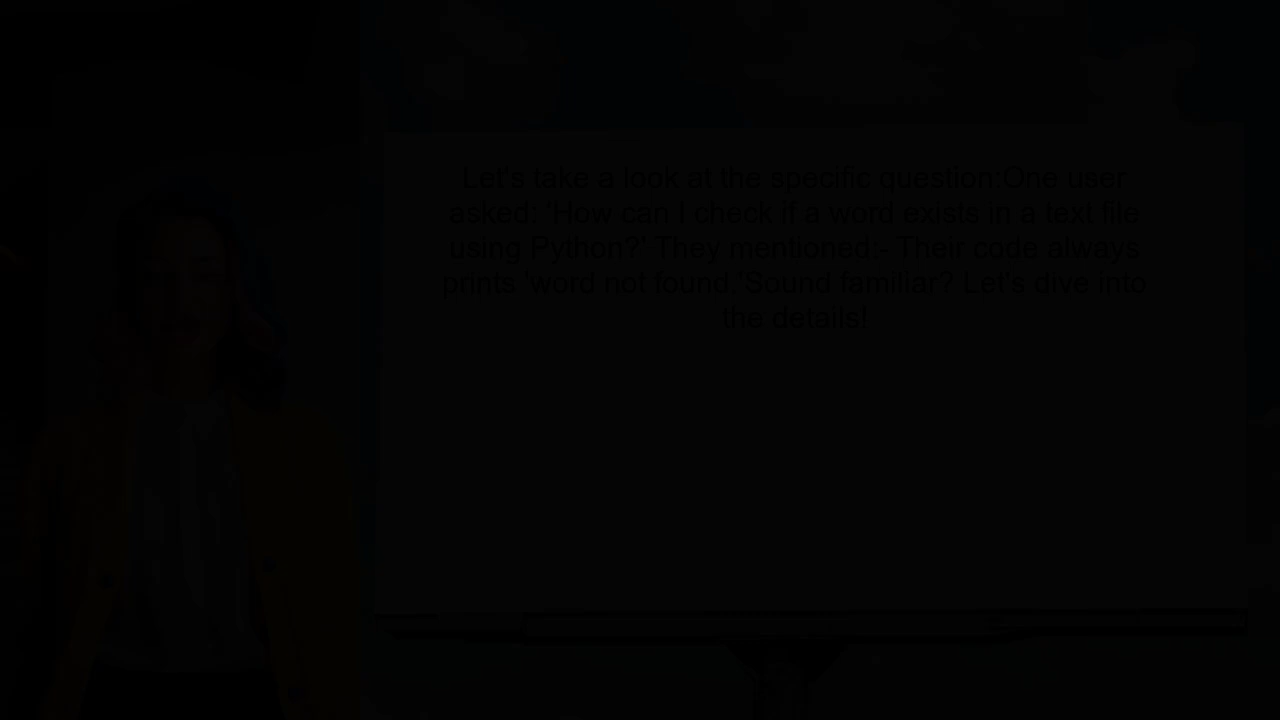 Let's take a look at the specific question:One user
asked: 'How can I check if a word exists in a text file
using Python?' They mentioned:- Their code always
prints 'word not found.'Sound familiar? Let's dive into
the details!